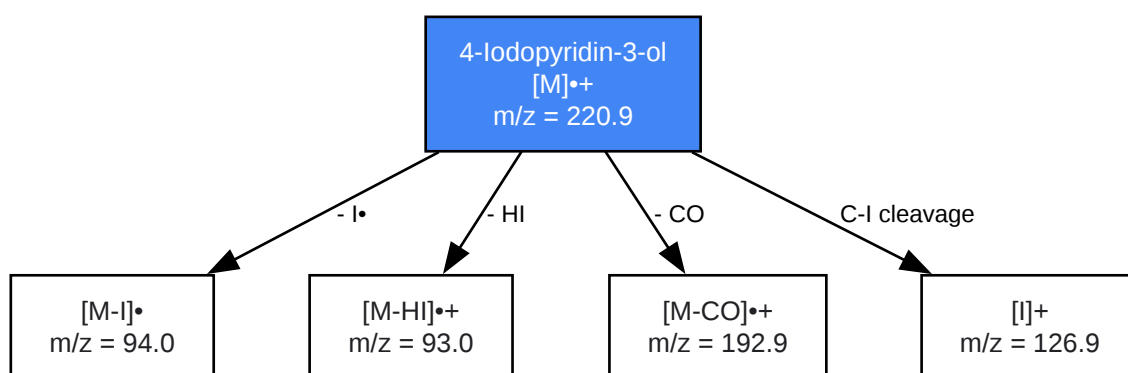 4-Iodopyridin-3-ol
[M]•+
m/z = 220.9
- I•
- HI
- CO
C-I cleavage
[M-I]•
m/z = 94.0
[M-HI]•+
m/z = 93.0
[M-CO]•+
m/z = 192.9
[I]+
m/z = 126.9